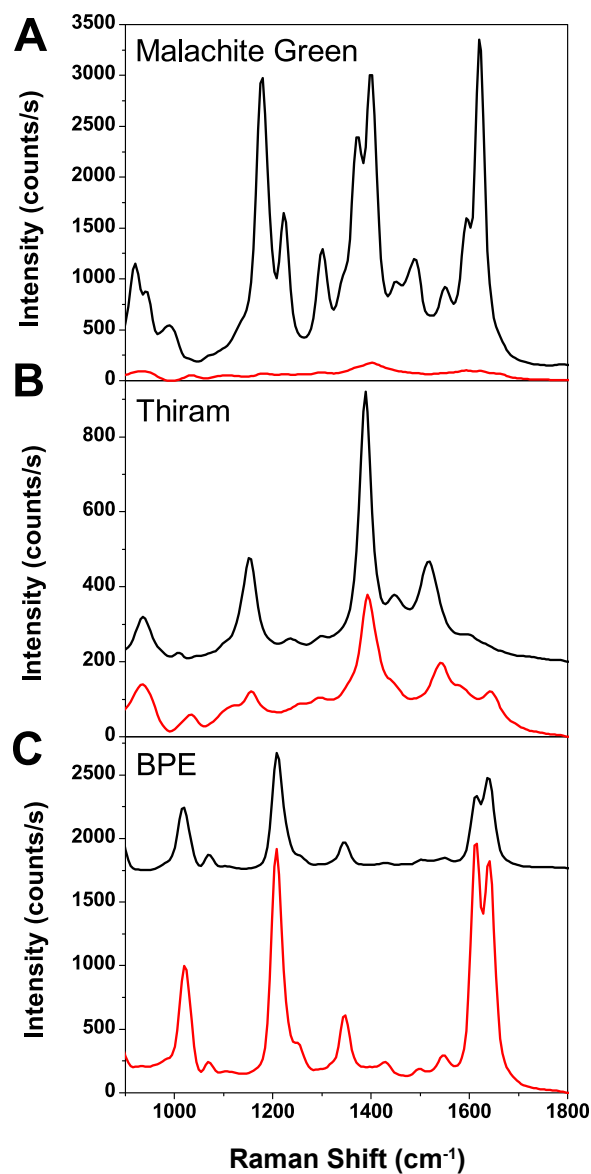 A
Malachite Green
Intensity (counts/s)
3500
3000
2500
2000
1500
1000
500
0
B
Thiram
Intensity (counts/s)
800
600
400
200
0
C
BPE
Intensity (counts/s)
2500
2000
1500
1000
500
0
1000 1200 1400 1600 1800
Raman Shift (cm⁻¹)